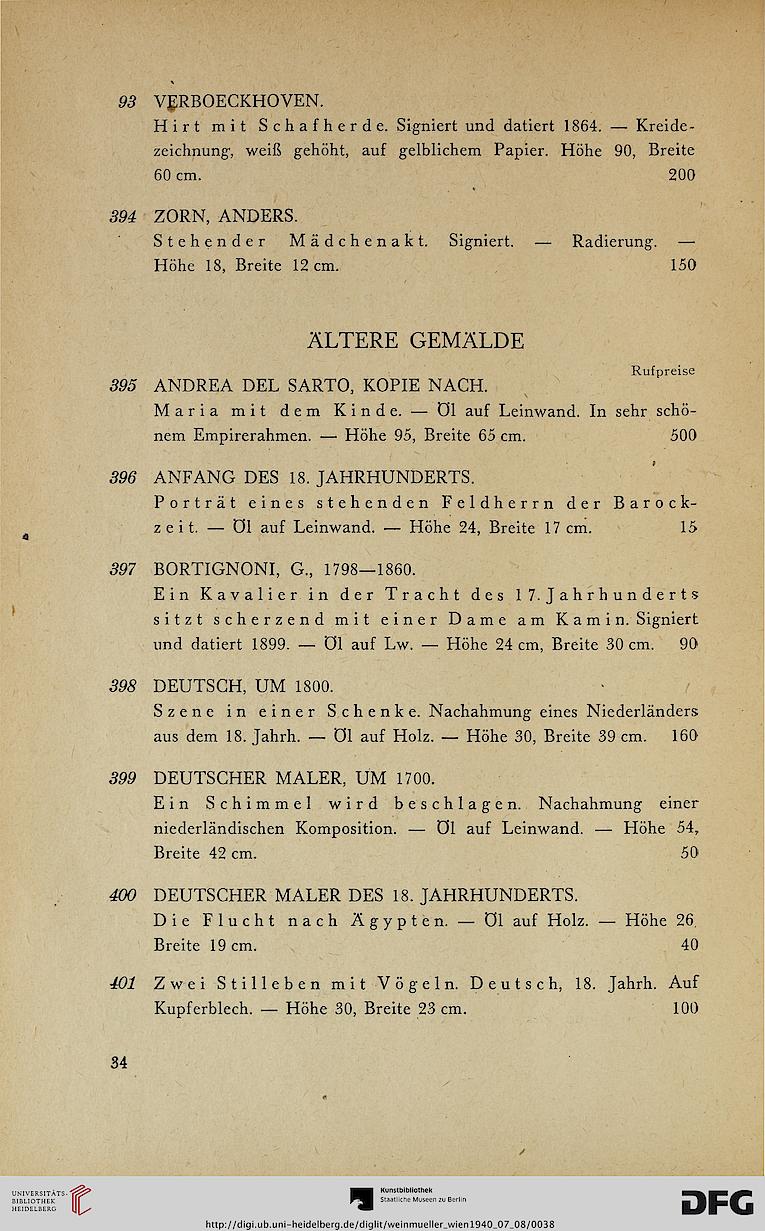 93 VERBOECKHOVEN.
Hirt mit Schafherde. Signiert und datiert 1864. — Kreide-
zeichnung, weiß gehöht, auf gelblichem Papier. Höhe 90, Breite
60 cm. 200
394 ZORN, ANDERS.
Stehender Mädchenakt. Signiert. — Radierung. —
Höhe 18, Breite 12 cm. 150
ÄLTERE GEMÄLDE
Rufpreise
395 ANDREA DEL SARTO, KOPIE NACH.
Maria mit dem Kinde. — Öl auf Leinwand. In sehr schö-
nem Empirerahmen. — Höhe 95, Breite 65 cm. 500
396 ANFANG DES 18. JAHRHUNDERTS.
Porträt eines stehenden Feldherrn der Barock-
zeit. — Öl auf Leinwand. — Höhe 24, Breite 17 cm. 15
397 BORTIGNONI, G., 1798—1860.
Ein Kavalier in der Tracht des 17. Jahrhunderts
sitzt scherzend mit einer Dame am Kamin. Signiert
und datiert 1899. — Öl auf Lw. — Höhe 24 cm, Breite 30 cm. 90
398 DEUTSCH, UM 1800.
Szene in einer Schenke. Nachahmung eines Niederländers
aus dem 18. Jahrh. — Öl auf Holz. — Höhe 30, Breite 39 cm. 160
399 DEUTSCHER MALER, UM 1700.
Ein Schimmel wird beschlagen. Nachahmung einer
niederländischen Komposition. — Öl auf Leinwand. — Höhe 54,
Breite 42 cm. 50
400 DEUTSCHER MALER DES 18. JAHRHUNDERTS.
Die Flucht nach Ägypten. — Öl auf Holz. — Höhe 26,
Breite 19 cm. 40
401 Zwei Stilleben mit Vögeln. Deutsch, 18. Jahrh. Auf
Kupferblech. — Höhe 30, Breite 23 cm. 100
34
UNIVERSITÄTS-
BIBLIOTHEK
HEIDELBERG
Kunstbibliothek
Staatliche Museen zu Berlin
DFG
http://digi.ub.uni-heidelberg.de/diglit/weinmueller_wien1940_07_08/0038